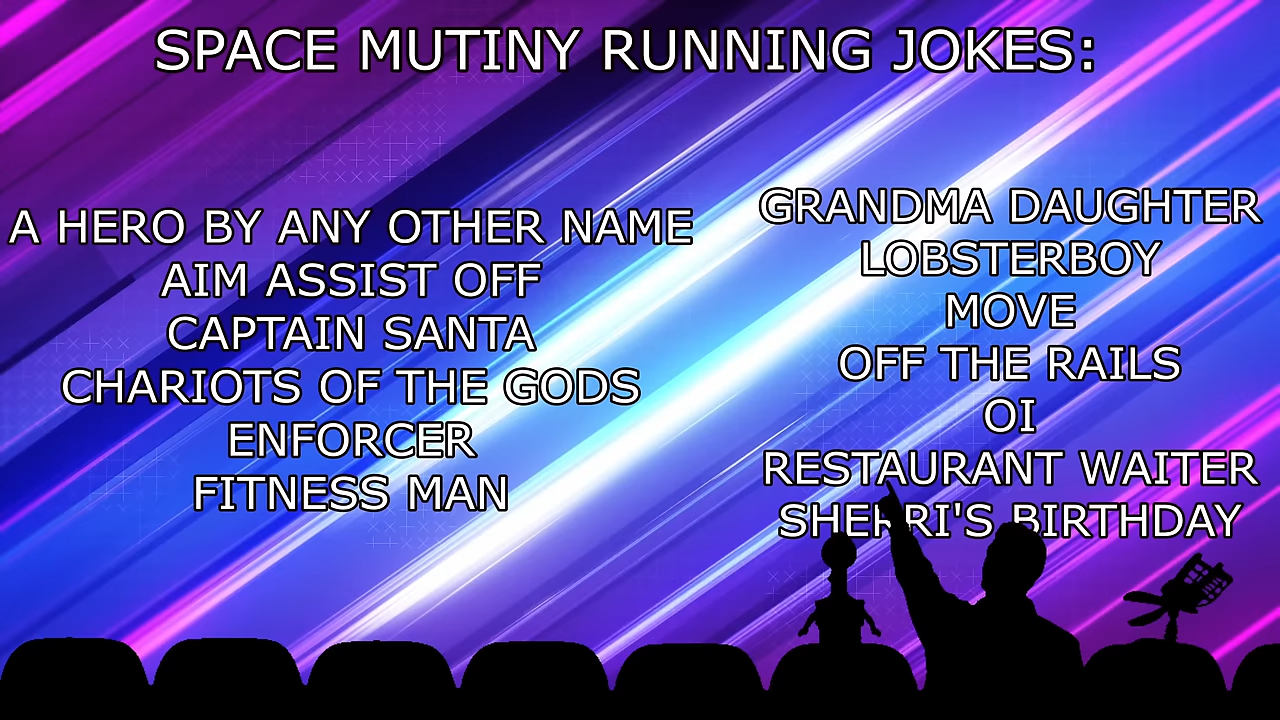 SPACE MUTINY RUNNING JOKES:
A HERO BY ANY OTHER NAME
AIM ASSIST OFF
CAPTAIN SANTA
CHARIOTS OF THE GODS
ENFORCER
FITNESS MAN
GRANDMA DAUGHTER
LOBSTERBOY
MOVE
OFF THE RAILS
OI
RESTAURANT WAITER
SHERRI'S BIRTHDAY